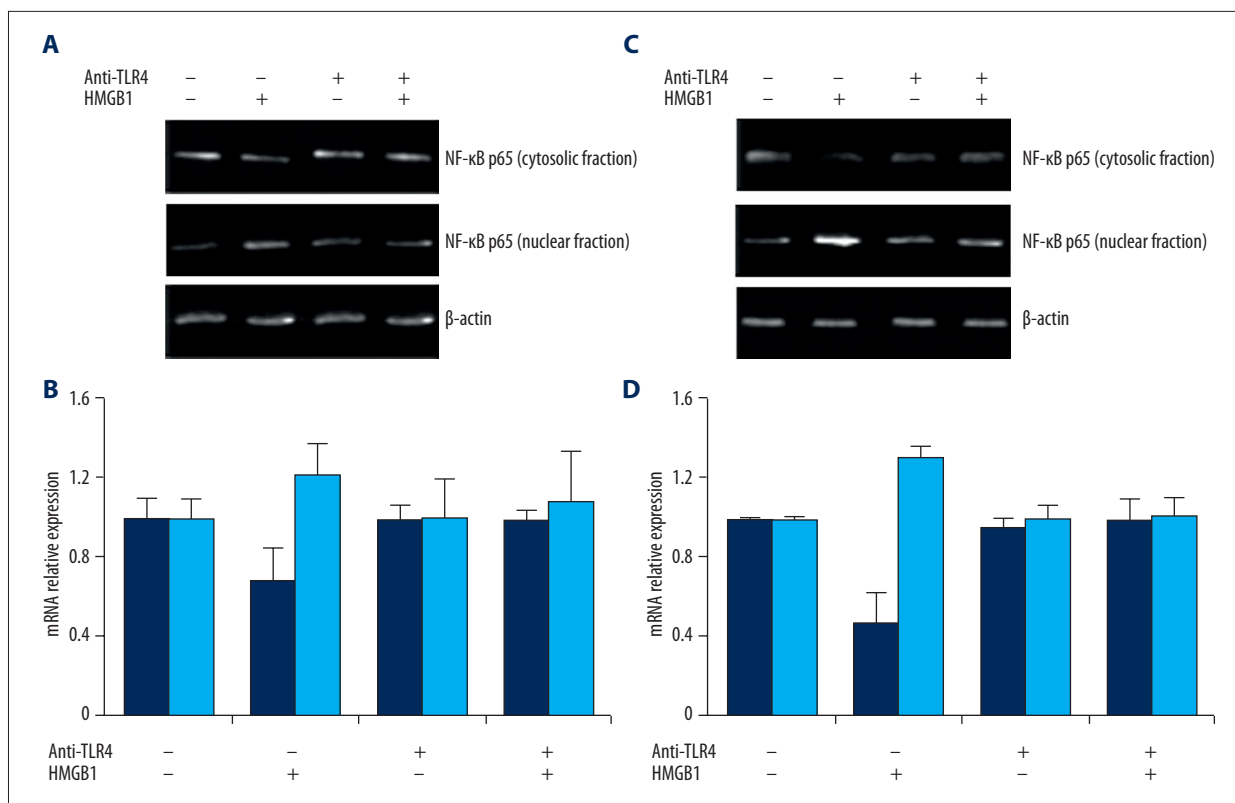 A
Anti-TLR4 – – + +
HMGB1 – + – +
NF-κB p65 (cytosolic fraction)
NF-κB p65 (nuclear fraction)
β-actin
C
Anti-TLR4 – – + +
HMGB1 – + – +
NF-κB p65 (cytosolic fraction)
NF-κB p65 (nuclear fraction)
β-actin
B
mRNA relative expression
1.6
1.2
0.8
0.4
0
Anti-TLR4 – – + +
HMGB1 – + – +
D
mRNA relative expression
1.6
1.2
0.8
0.4
0
Anti-TLR4 – – + +
HMGB1 – + – +